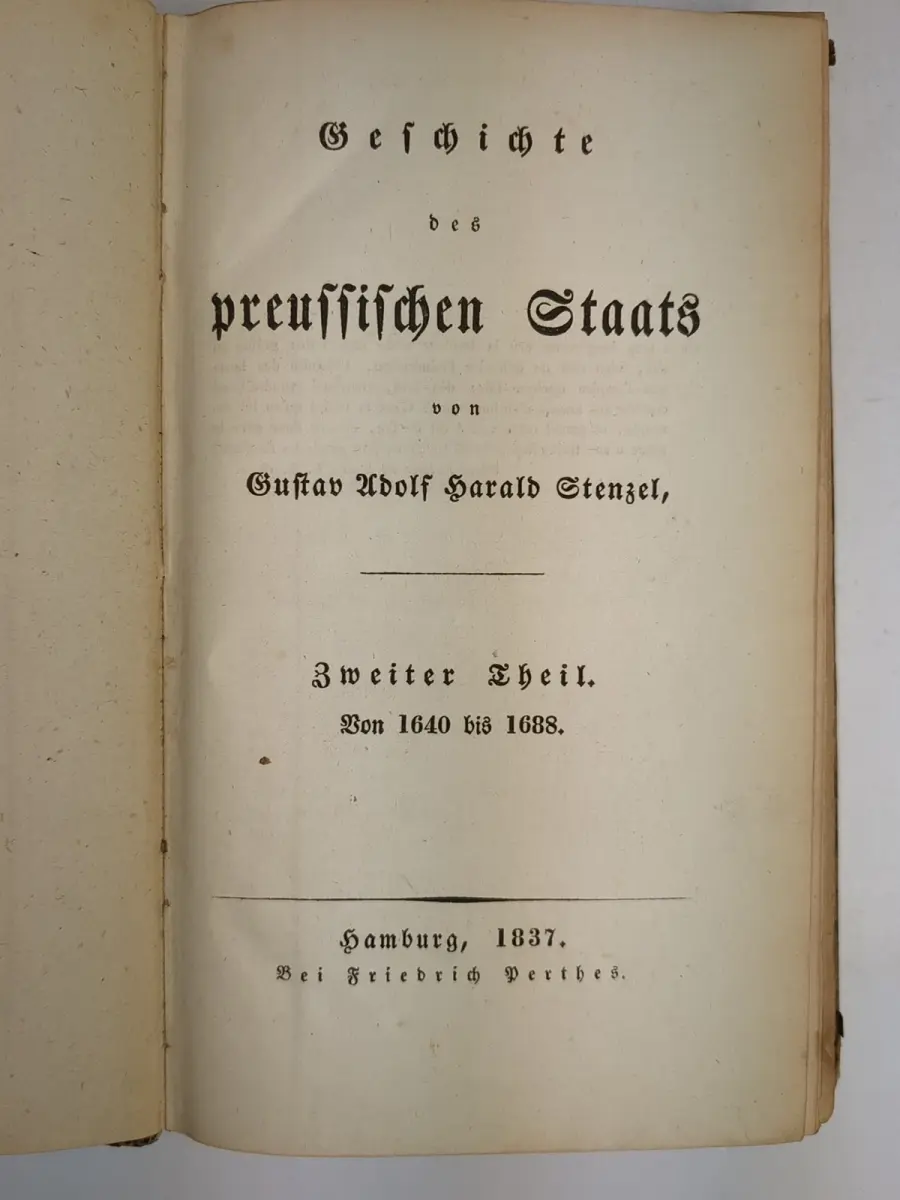 Geschichte
des
preussischen Staats
von
Gustav Adolf Harald Stenzel,
Zweiter Theil.
Von 1640 bis 1688.
Hamburg, 1837.
Bei Friedrich Perthes.